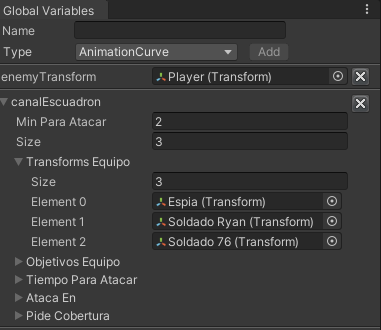 Global Variables
Name
Type AnimationCurve Add
enemyTransform Player (Transform)
canalEscuadron
Min Para Atacar 2
Size 3
Transforms Equipo
Size 3
Element 0 Espia (Transform)
Element 1 Soldado Ryan (Transform)
Element 2 Soldado 76 (Transform)
Objetivos Equipo
Tiempo Para Atacar
Ataca En
Pide Cobertura